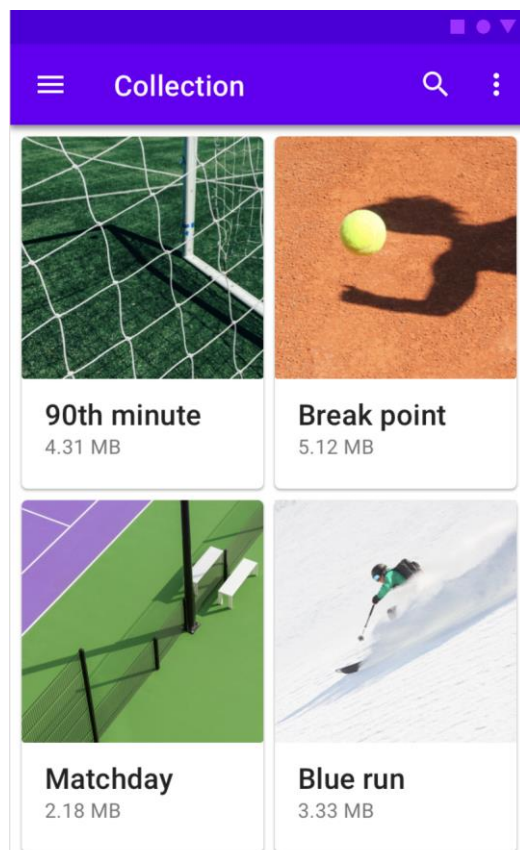 Collection
90th minute
4.31 MB
Break point
5.12 MB
Matchday
2.18 MB
Blue run
3.33 MB